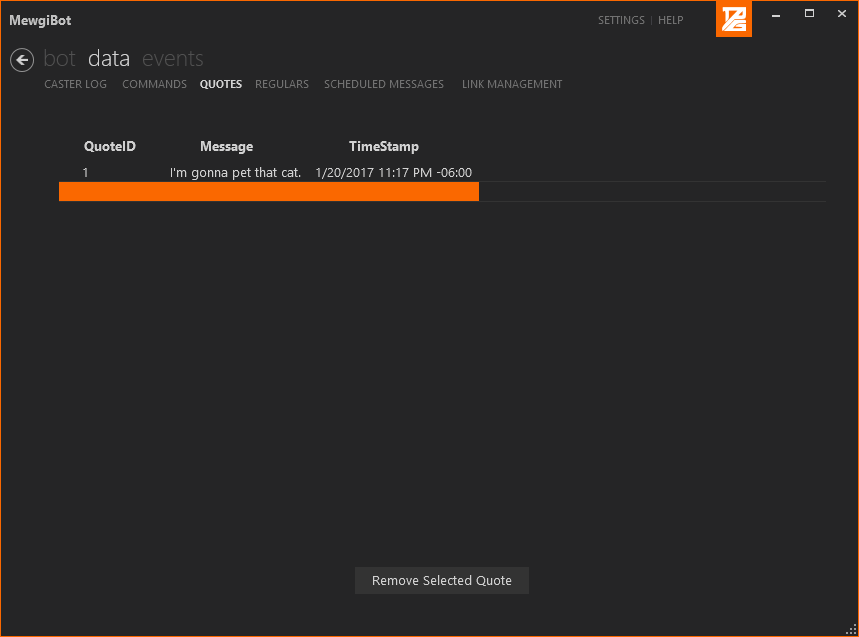 MewgiBot SETTINGS | HELP
bot data events
CASTER LOG COMMANDS QUOTES REGULARS SCHEDULED MESSAGES LINK MANAGEMENT
QuoteID Message TimeStamp
1 I'm gonna pet that cat. 1/20/2017 11:17 PM -06:00
Remove Selected Quote